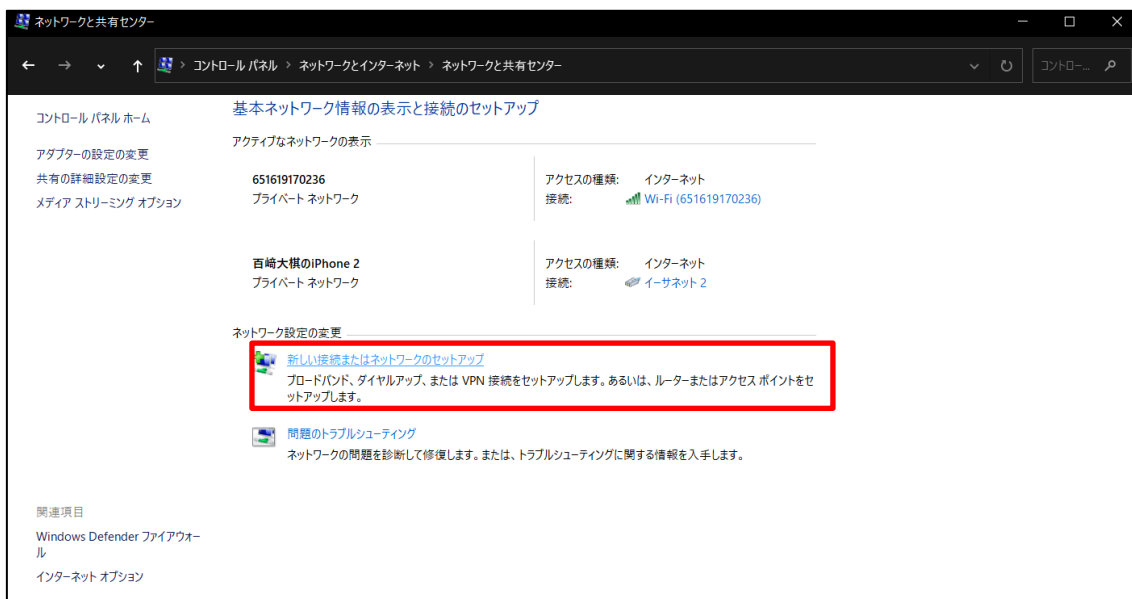 ネットワークと共有センター
コントロール パネル > ネットワークとインターネット > ネットワークと共有センター
コントロー...
コントロール パネル ホーム
アダプターの設定の変更
共有の詳細設定の変更
メディア ストリーミング オプション
基本ネットワーク情報の表示と接続のセットアップ
アクティブなネットワークの表示
651619170236
プライベート ネットワーク
アクセスの種類: インターネット
接続: Wi-Fi (651619170236)
百﨑大棋のiPhone 2
プライベート ネットワーク
アクセスの種類: インターネット
接続: イーサネット 2
ネットワーク設定の変更
新しい接続またはネットワークのセットアップ
ブロードバンド、ダイヤルアップ、または VPN 接続をセットアップします。あるいは、ルーターまたはアクセス ポイントをセ
ットアップします。
問題のトラブルシューティング
ネットワークの問題を診断して修復します。または、トラブルシューティングに関する情報を入手します。
関連項目
Windows Defender ファイアウォー
ル
インターネット オプション